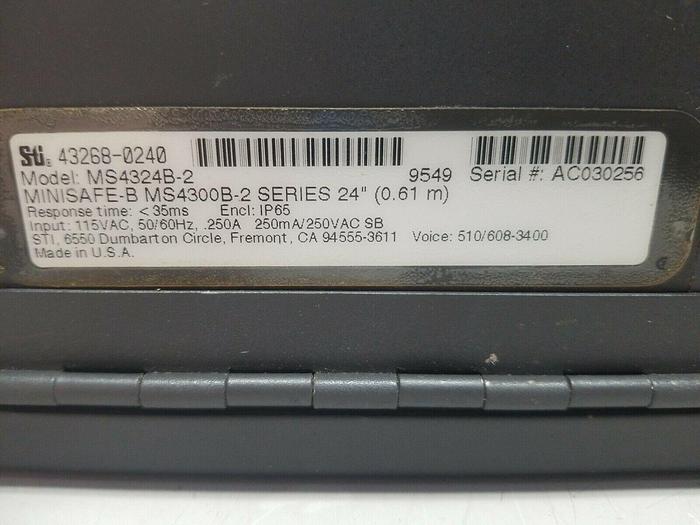 Sti® 43268-0240
Model: MS4324B-2 9549 Serial #: AC030256
MINISAFE-B MS4300B-2 SERIES 24" (0.61 m)
Response time: <35ms Encl: IP65
Input: 115VAC, 50/60Hz, .250A 250mA/250VAC SB
STI, 6550 Dumbarton Circle, Fremont, CA 94555-3611 Voice: 510/608-3400
Made in U.S.A.